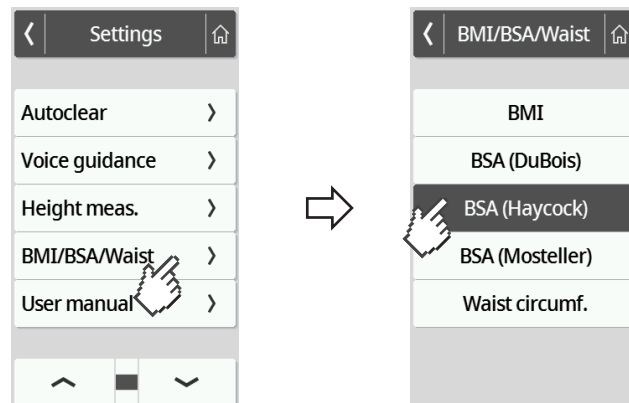 Settings
Autoclear
Voice guidance
Height meas.
BMI/BSA/Waist
User manual
BMI/BSA/Waist
BMI
BSA (DuBois)
BSA (Haycock)
BSA (Mosteller)
Waist circumf.